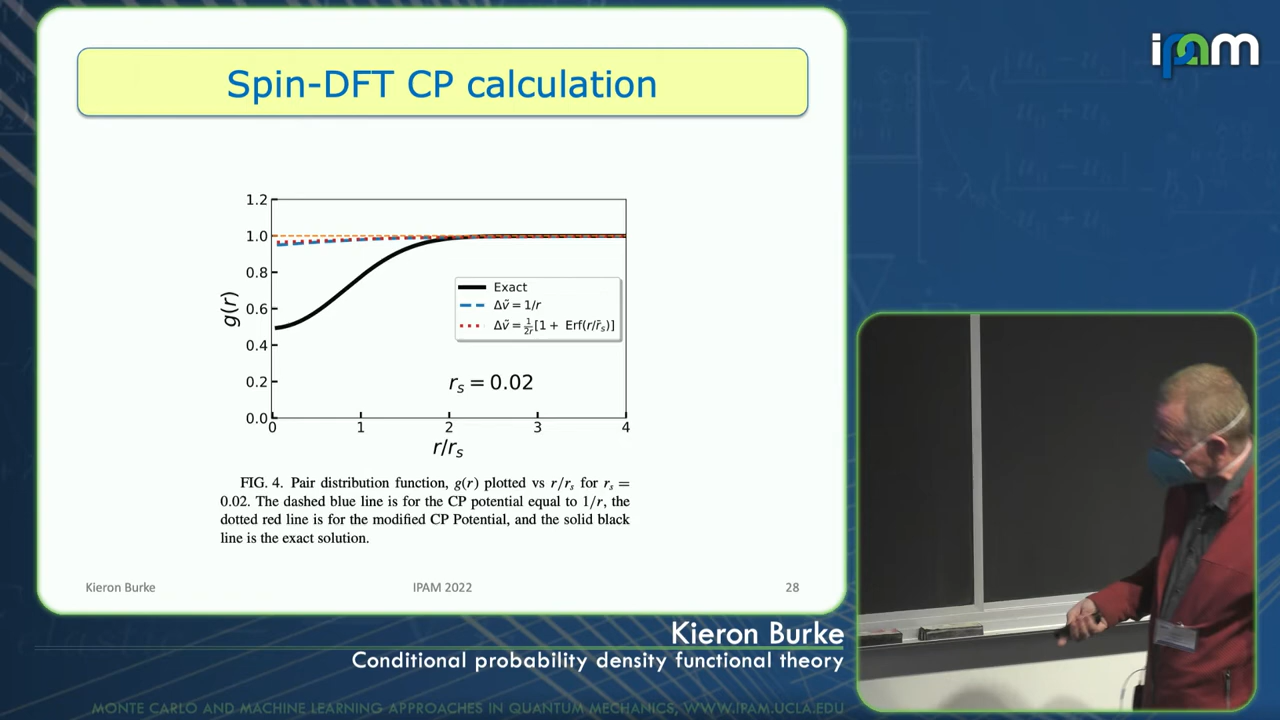 Spin-DFT CP calculation
1.2
1.0
0.8
0.6
0.4
0.2
0.0
g(r)
Exact
Δṽ = 1/r
Δṽ = 1/2r [1 + Erf(r/r̃ₛ)]
rₛ = 0.02
0 1 2 3 4
r/rₛ
FIG. 4. Pair distribution function, g(r) plotted vs r/rₛ for rₛ =
0.02. The dashed blue line is for the CP potential equal to 1/r, the
dotted red line is for the modified CP Potential, and the solid black
line is the exact solution.
Kieron Burke IPAM 2022 28
ipam
Kieron Burke
Conditional probability density functional theory
MONTE CARLO AND MACHINE LEARNING APPROACHES IN QUANTUM MECHANICS, WWW.IPAM.UCLA.EDU